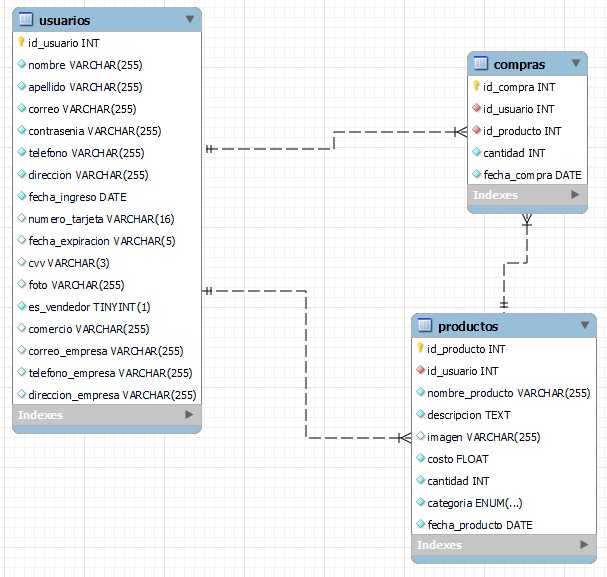 usuarios
id_usuario INT
nombre VARCHAR(255)
apellido VARCHAR(255)
correo VARCHAR(255)
contrasenia VARCHAR(255)
telefono VARCHAR(255)
direccion VARCHAR(255)
fecha_ingreso DATE
numero_tarjeta VARCHAR(16)
fecha_expiracion VARCHAR(5)
cvv VARCHAR(3)
foto VARCHAR(255)
es_vendedor TINYINT(1)
comercio VARCHAR(255)
correo_empresa VARCHAR(255)
telefono_empresa VARCHAR(255)
direccion_empresa VARCHAR(255)
Indexes
compras
id_compra INT
id_usuario INT
id_producto INT
cantidad INT
fecha_compra DATE
Indexes
productos
id_producto INT
id_usuario INT
nombre_producto VARCHAR(255)
descripcion TEXT
imagen VARCHAR(255)
costo FLOAT
cantidad INT
categoria ENUM(...)
fecha_producto DATE
Indexes